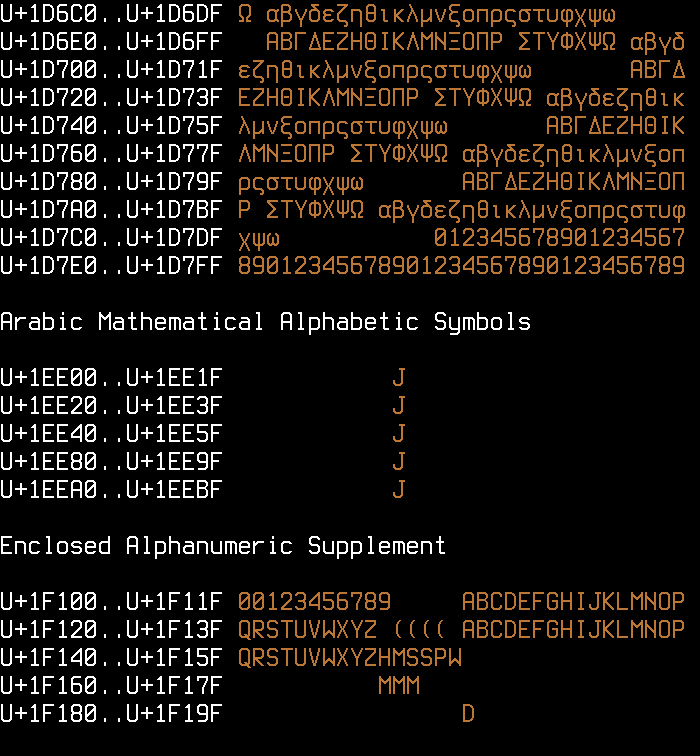 U+1D6C0..U+1D6DF Ω αβγδεζηθικλμνξοπρςστυφχψω
U+1D6E0..U+1D6FF   ΑΒΓΔΕΖΗΘΙΚΛΜΝΞΟΠΡ ΣΤΥΦΧΨΩ αβγδ
U+1D700..U+1D71F εζηθικλμνξοπρςστυφχψω       ΑΒΓΔ
U+1D720..U+1D73F ΕΖΗΘΙΚΛΜΝΞΟΠΡ ΣΤΥΦΧΨΩ αβγδεζηθικ
U+1D740..U+1D75F λμνξοπρςστυφχψω       ΑΒΓΔΕΖΗΘΙΚ
U+1D760..U+1D77F ΛΜΝΞΟΠΡ ΣΤΥΦΧΨΩ αβγδεζηθικλμνξοπ
U+1D780..U+1D79F ρςστυφχψω       ΑΒΓΔΕΖΗΘΙΚΛΜΝΞΟΠ
U+1D7A0..U+1D7BF Ρ ΣΤΥΦΧΨΩ αβγδεζηθικλμνξοπρςστυφ
U+1D7C0..U+1D7DF χψω           012345678901234567
U+1D7E0..U+1D7FF 89012345678901234567890123456789
Arabic Mathematical Alphabetic Symbols
U+1EE00..U+1EE1F            J
U+1EE20..U+1EE3F            J
U+1EE40..U+1EE5F            J
U+1EE80..U+1EE9F            J
U+1EEA0..U+1EEBF            J
Enclosed Alphanumeric Supplement
U+1F100..U+1F11F 00123456789     ABCDEFGHIJKLMNOP
U+1F120..U+1F13F QRSTUVWXYZ (((( ABCDEFGHIJKLMNOP
U+1F140..U+1F15F QRSTUVWXYZHMSSPW
U+1F160..U+1F17F           MMM
U+1F180..U+1F19F                 D